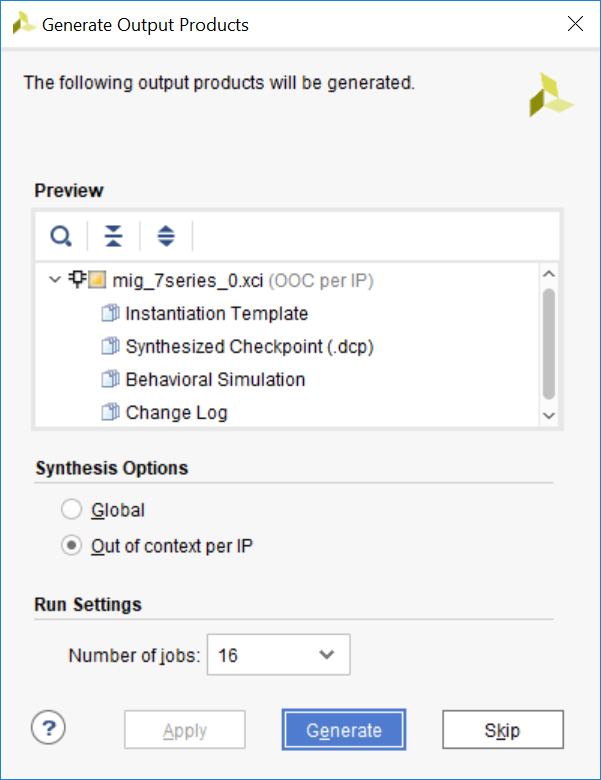 Generate Output Products
The following output products will be generated.
Preview
mig_7series_0.xci (OOC per IP)
Instantiation Template
Synthesized Checkpoint (.dcp)
Behavioral Simulation
Change Log
Synthesis Options
Global
Out of context per IP
Run Settings
Number of jobs: 16
? Apply Generate Skip